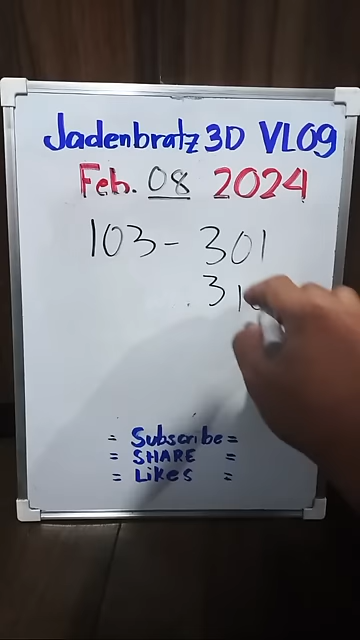 Jadenbratz 3D VLOG
Feb. 08 2024
103 - 301
31
= Subscribe =
= SHARE =
= Likes =